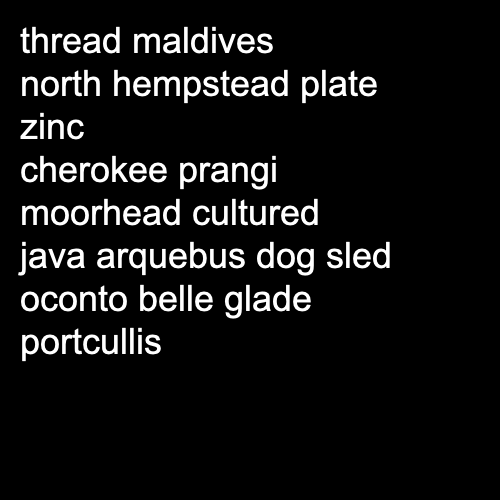 thread maldives
north hempstead plate
zinc
cherokee prangi
moorhead cultured
java arquebus dog sled
oconto belle glade
portcullis